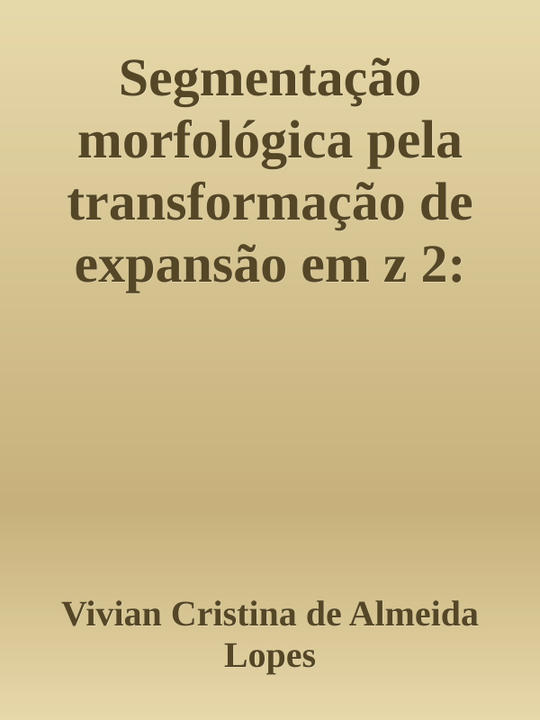 Segmentação
morfológica pela
transformação de
expansão em z 2:
Vivian Cristina de Almeida
Lopes